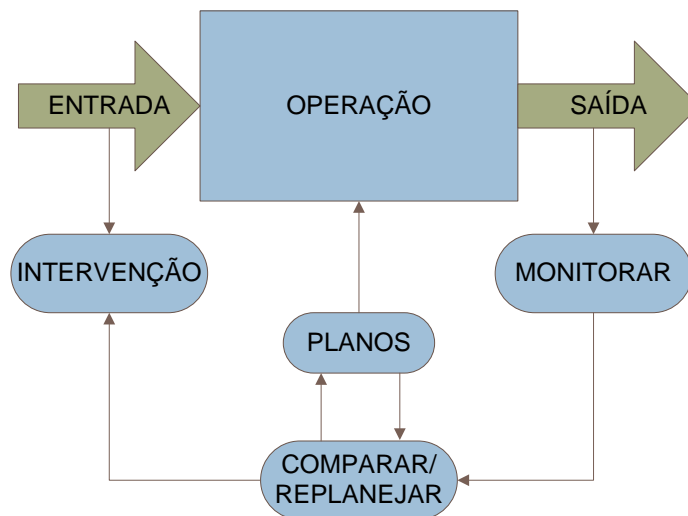 ENTRADA
OPERAÇÃO
SAÍDA
INTERVENÇÃO
MONITORAR
PLANOS
COMPARAR/
REPLANEJAR